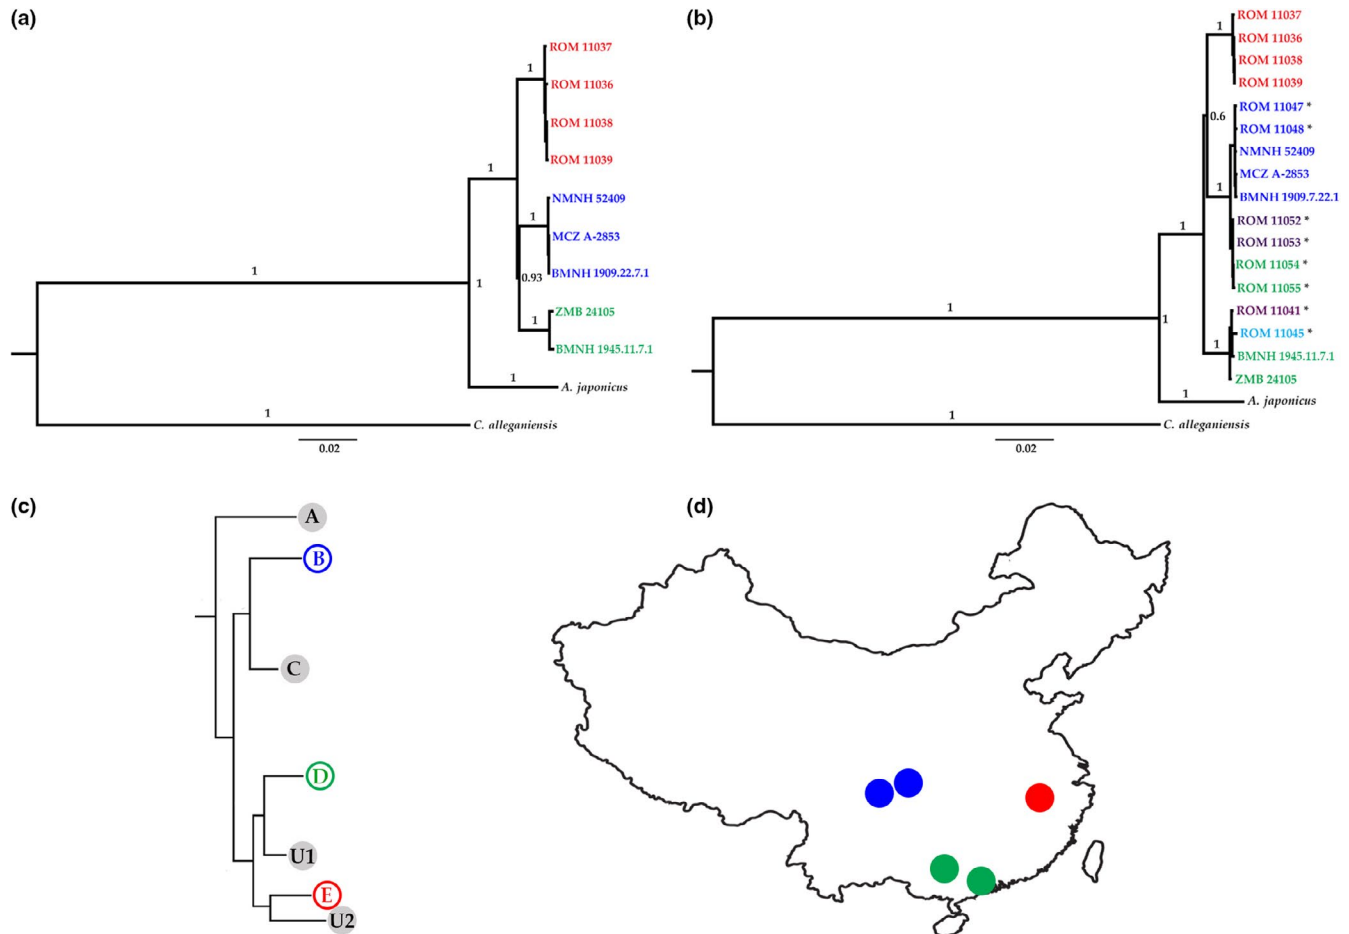 (a)
1
ROM 11037
ROM 11036
ROM 11038
ROM 11039
1
1
NMNH 52409
MCZ A-2853
BMNH 1909.22.7.1
0.93
1
ZMB 24105
BMNH 1945.11.7.1
1
1
1
A. japonicus
1
C. alleganiensis
0.02
(b)
1
ROM 11037
ROM 11036
ROM 11038
ROM 11039
0.6
ROM 11047 *
ROM 11048 *
NMNH 52409
MCZ A-2853
BMNH 1909.7.22.1
1
ROM 11052 *
ROM 11053 *
ROM 11054 *
ROM 11055 *
1
ROM 11041 *
ROM 11045 *
BMNH 1945.11.7.1
ZMB 24105
1
1
1
1
A. japonicus
1
C. alleganiensis
0.02
(c)
A
B
C
D
U1
E
U2
(d)